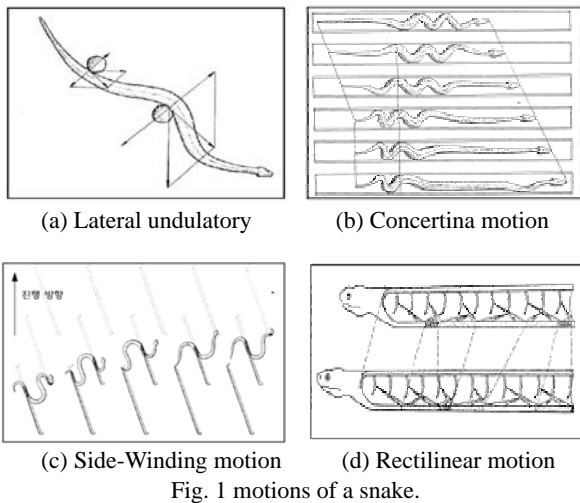 (a) Lateral undulatory
(b) Concertina motion
진행 방향
(c) Side-Winding motion
(d) Rectilinear motion
Fig. 1 motions of a snake.